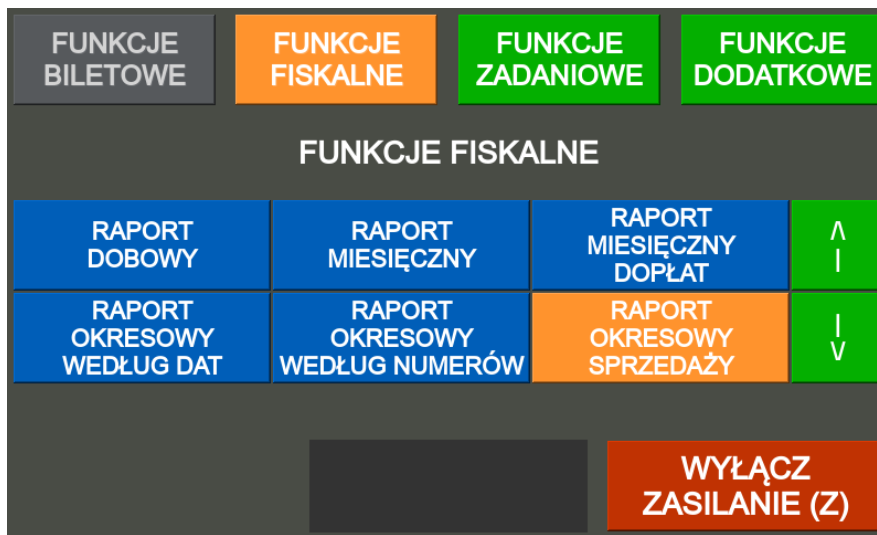 FUNKCJE
BILETOWE
FUNKCJE
FISKALNE
FUNKCJE
ZADANIOWE
FUNKCJE
DODATKOWE
FUNKCJE FISKALNE
RAPORT
DOBOWY
RAPORT
MIESIĘCZNY
RAPORT
MIESIĘCZNY
DOPŁAT
RAPORT
OKRESOWY
WEDŁUG DAT
RAPORT
OKRESOWY
WEDŁUG NUMERÓW
RAPORT
OKRESOWY
SPRZEDAŻY
WYŁĄCZ
ZASILANIE (Z)